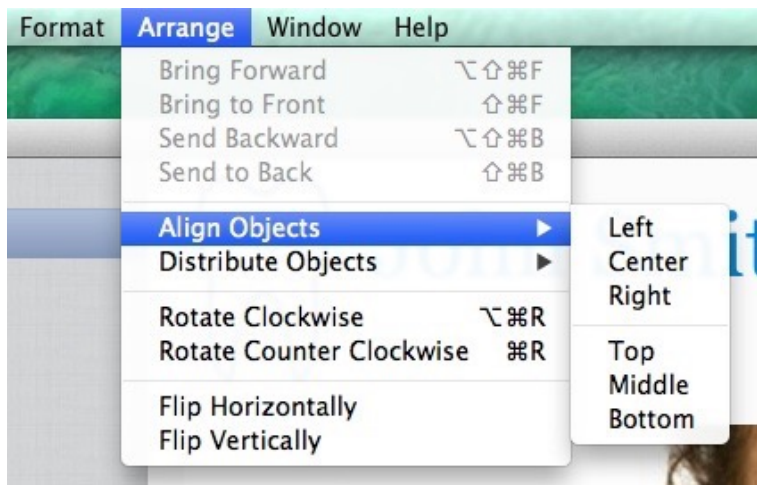 Format Arrange Window Help
Bring Forward ⌥⇧⌘F
Bring to Front ⇧⌘F
Send Backward ⌥⇧⌘B
Send to Back ⇧⌘B
Align Objects ▶
Distribute Objects ▶
Rotate Clockwise ⌥⌘R
Rotate Counter Clockwise ⌘R
Flip Horizontally
Flip Vertically
Left
Center
Right
Top
Middle
Bottom